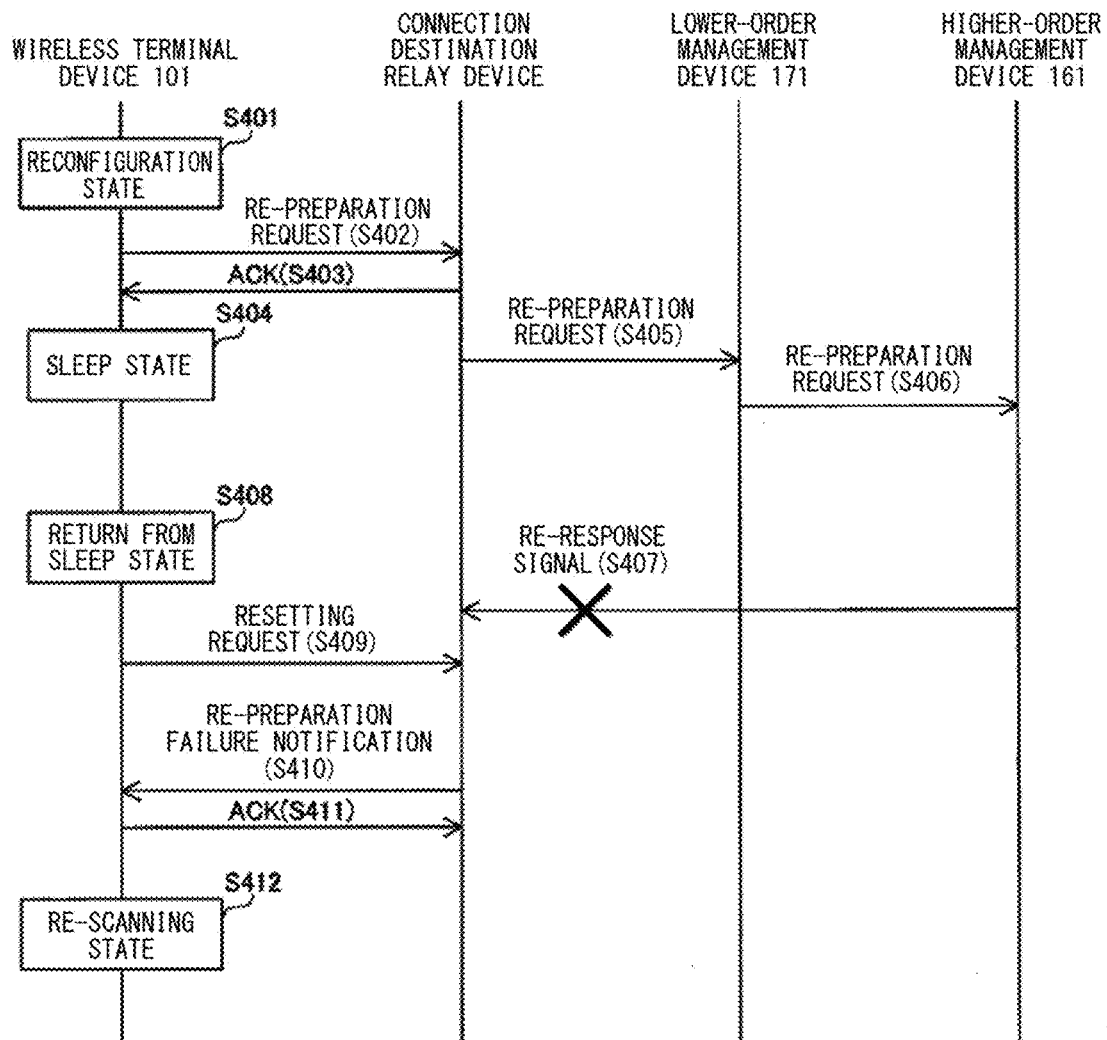 WIRELESS TERMINAL
DEVICE 101
CONNECTION
DESTINATION
RELAY DEVICE
LOWER-ORDER
MANAGEMENT
DEVICE 171
HIGHER-ORDER
MANAGEMENT
DEVICE 161
S401
RECONFIGURATION
STATE
RE-PREPARATION
REQUEST(S402)
ACK(S403)
S404
SLEEP STATE
RE-PREPARATION
REQUEST(S405)
RE-PREPARATION
REQUEST(S406)
S408
RETURN FROM
SLEEP STATE
RE-RESPONSE
SIGNAL(S407)
RESETTING
REQUEST(S409)
RE-PREPARATION
FAILURE NOTIFICATION
(S410)
ACK(S411)
S412
RE-SCANNING
STATE